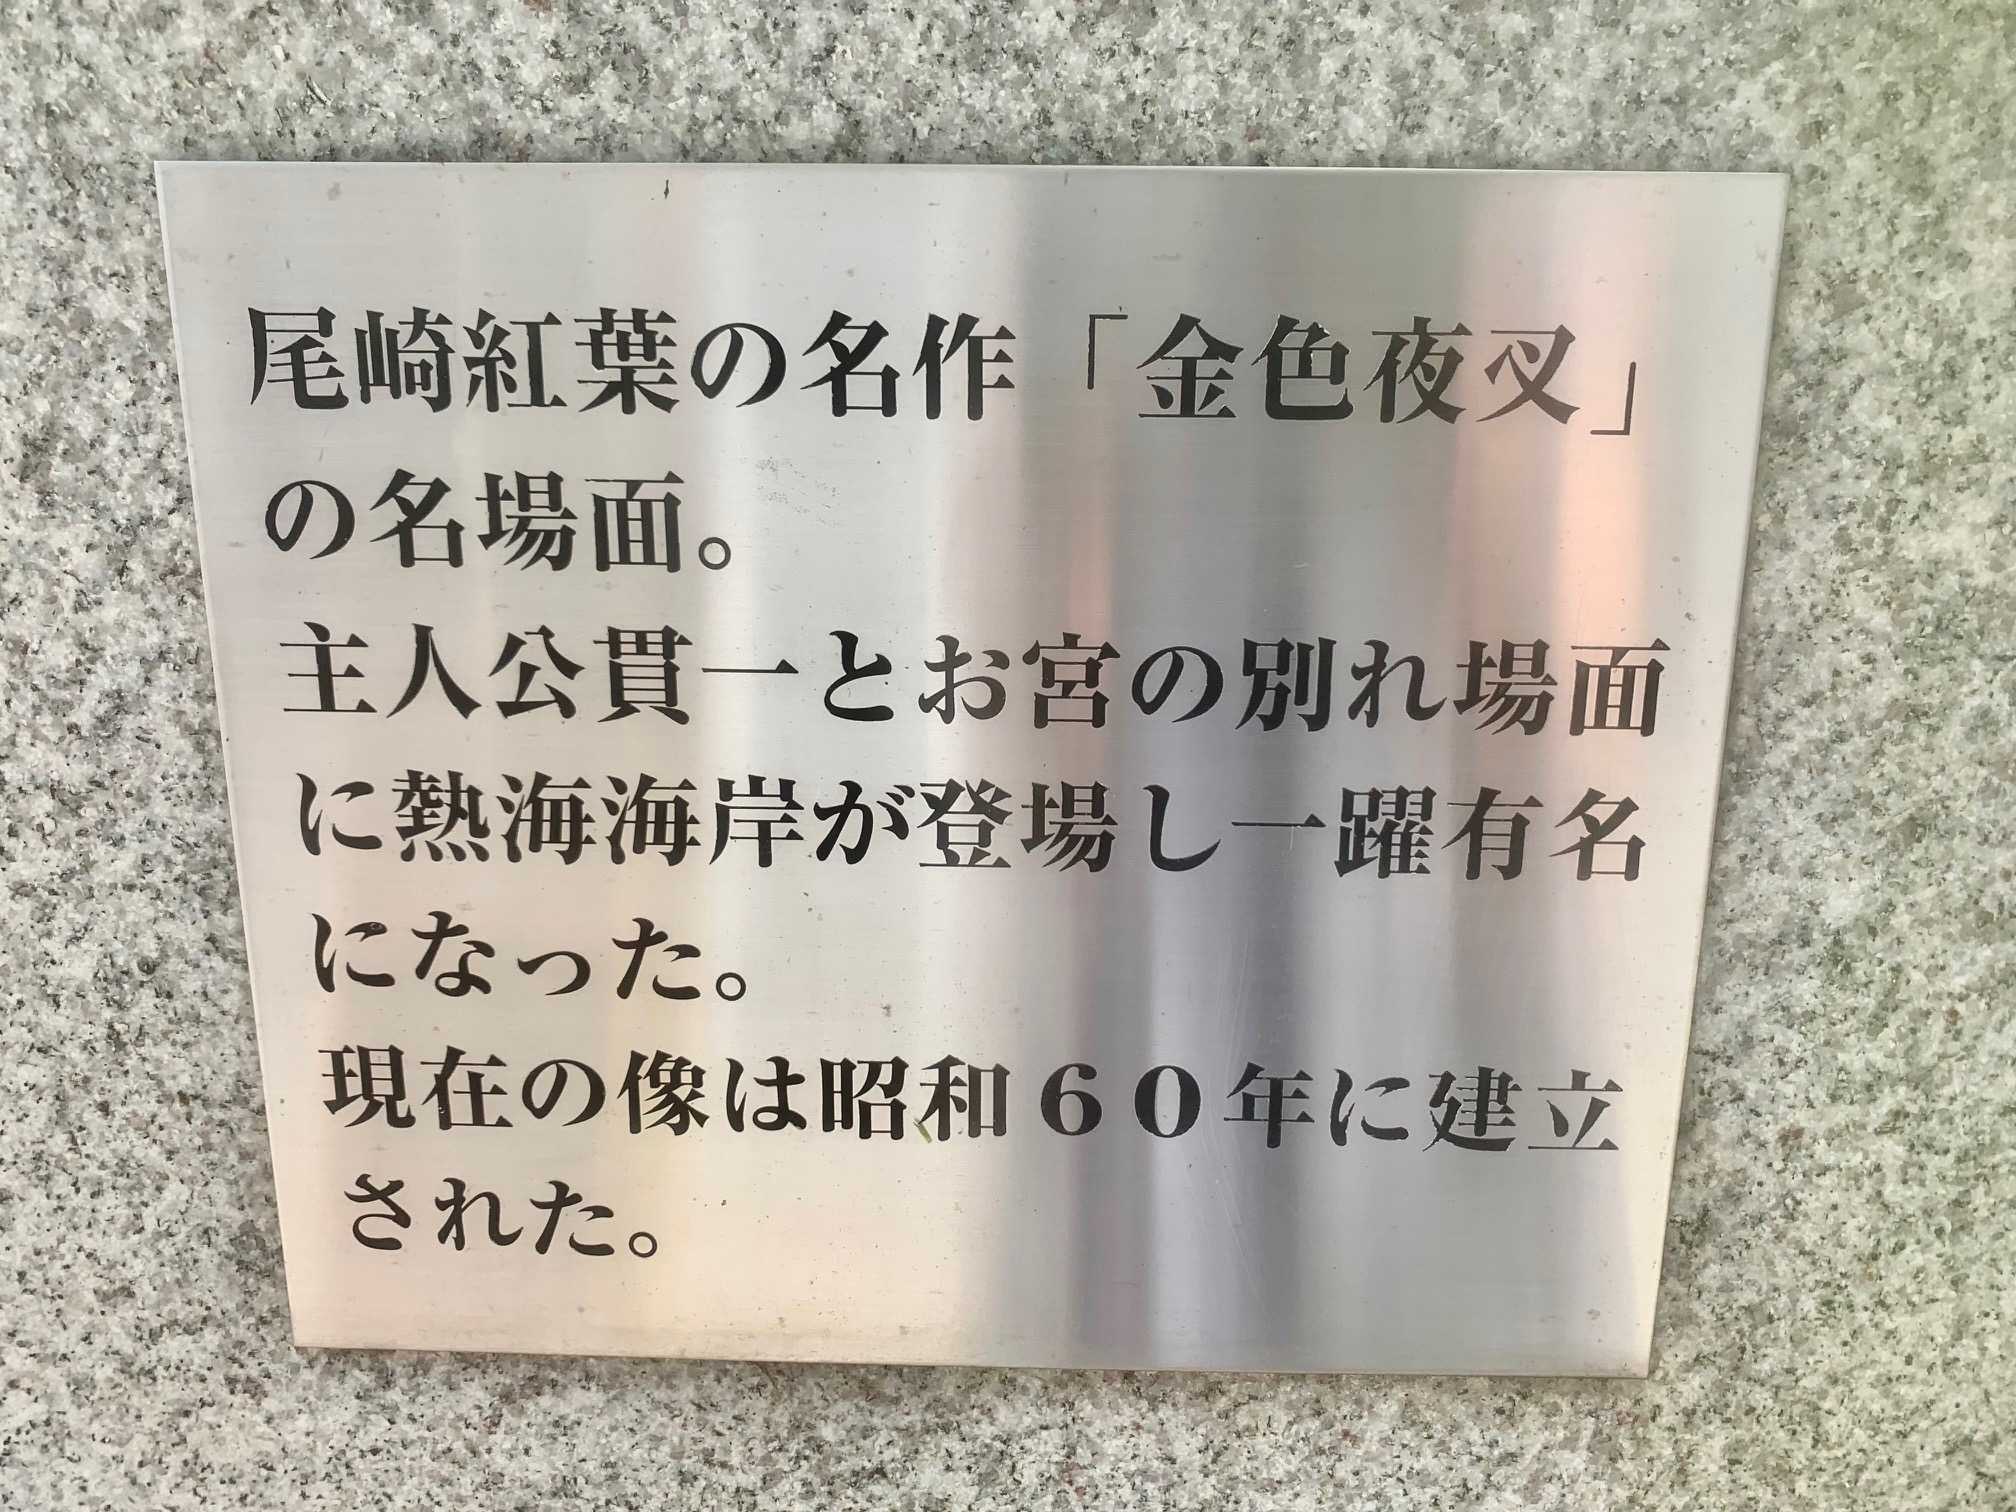 尾崎紅葉の名作「金色夜叉」
の名場面。
主人公貫一とお宮の別れ場面
に熱海海岸が登場し一躍有名
になった。
現在の像は昭和６０年に建立
された。